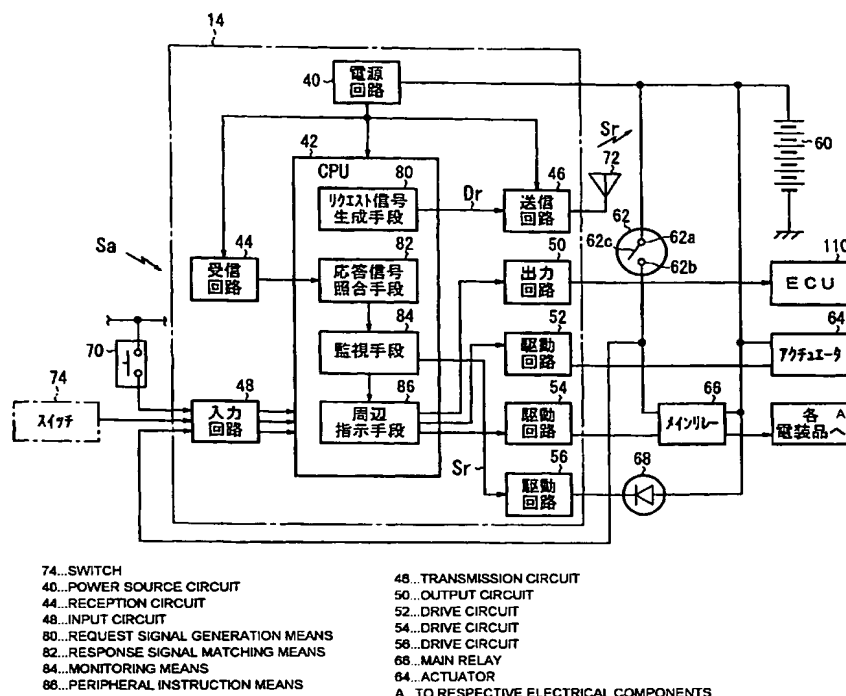 14
40
電源
回路
42
CPU
80
リクエスト信号
生成手段
Dr
46
送信
回路
Sr
72
60
62
62a
62c
62b
Sa
44
受信
回路
82
応答信号
照合手段
50
出力
回路
110
ECU
84
監視手段
52
駆動
回路
64
アクチュエータ
70
74
スイッチ
48
入力
回路
86
周辺
指示手段
54
駆動
回路
66
メインリレー
各 A
電装品へ
Sr
56
駆動
回路
68
74...SWITCH
40...POWER SOURCE CIRCUIT
44...RECEPTION CIRCUIT
48...INPUT CIRCUIT
80...REQUEST SIGNAL GENERATION MEANS
82...RESPONSE SIGNAL MATCHING MEANS
84...MONITORING MEANS
86...PERIPHERAL INSTRUCTION MEANS
46...TRANSMISSION CIRCUIT
50...OUTPUT CIRCUIT
52...DRIVE CIRCUIT
54...DRIVE CIRCUIT
56...DRIVE CIRCUIT
66...MAIN RELAY
64...ACTUATOR
A...TO RESPECTIVE ELECTRICAL COMPONENTS